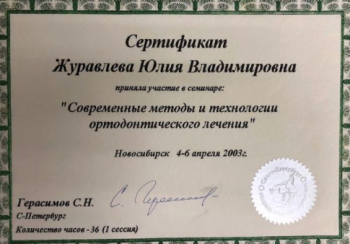 Сертификат
Журавлева Юлия Владимировна
приняла участие в семинаре:
"Современные методы и технологии
ортодонтического лечения"
Новосибирск 4-6 апреля 2003г.
Герасимов С.Н.
С-Петербург
Количество часов -36 (1 сессия)